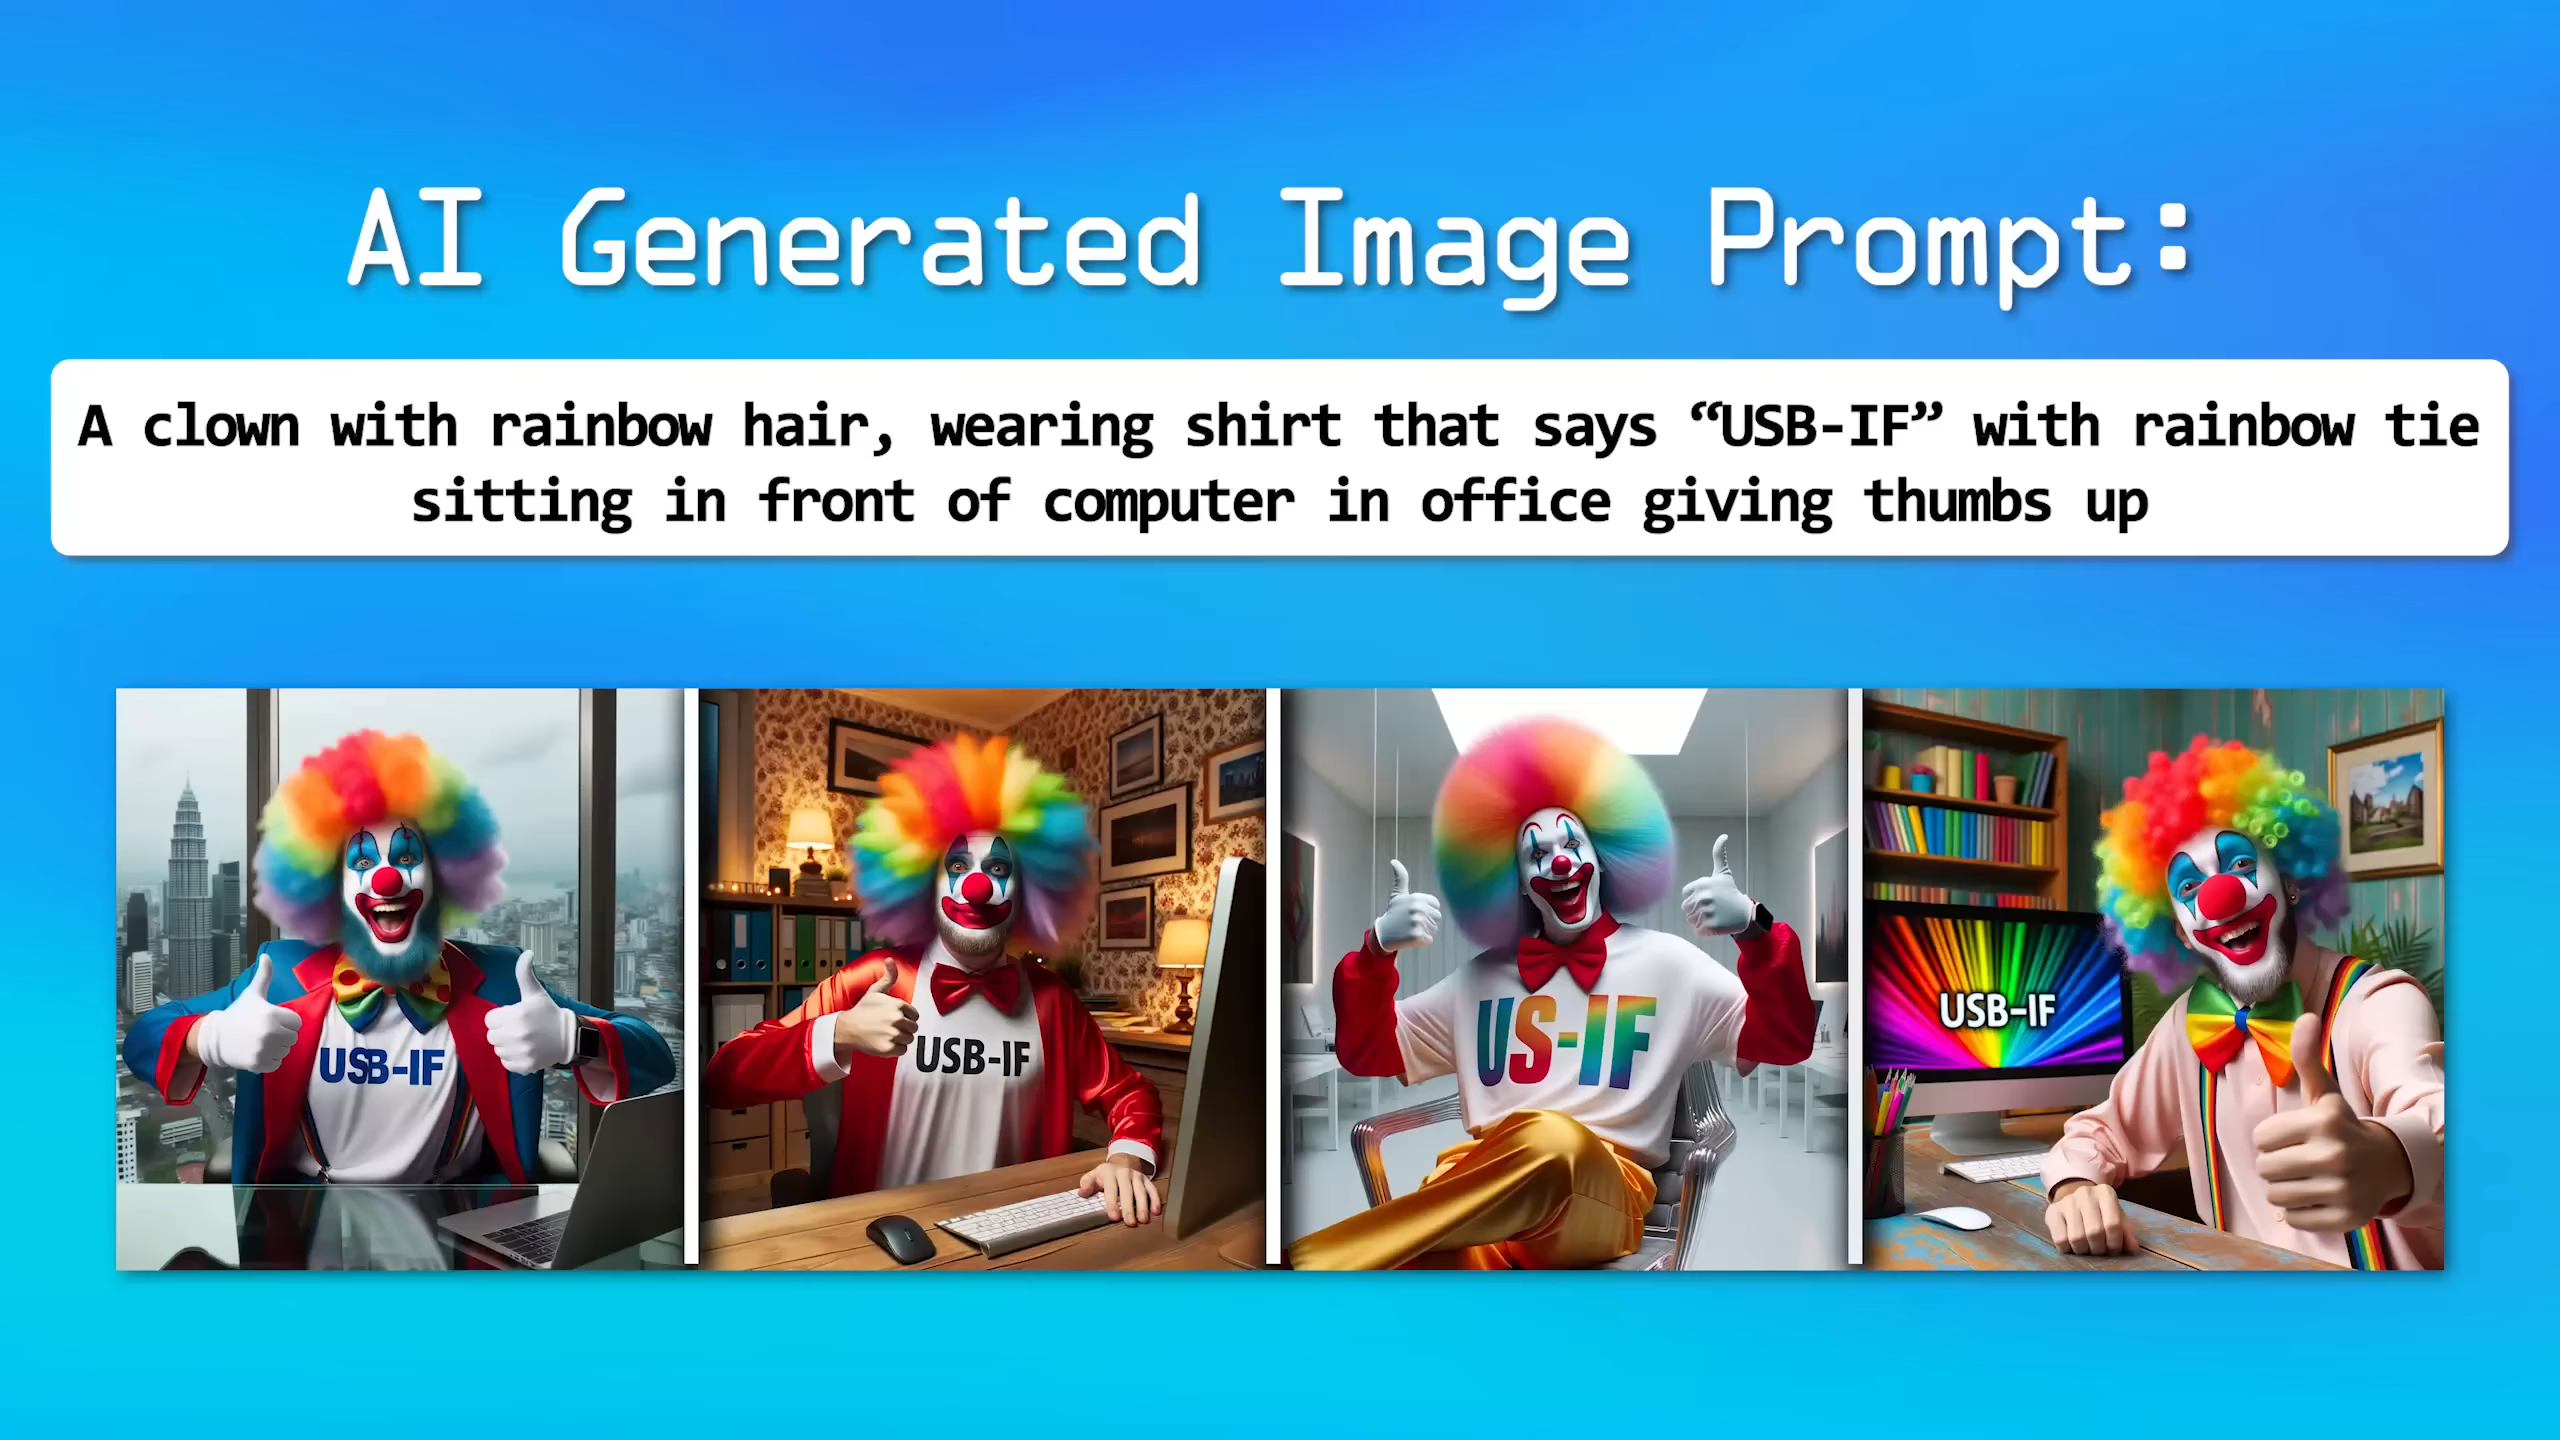 AI Generated Image Prompt:
A clown with rainbow hair, wearing shirt that says “USB-IF” with rainbow tie
sitting in front of computer in office giving thumbs up
USB-IF
USB-IF
US-IF
USB-IF